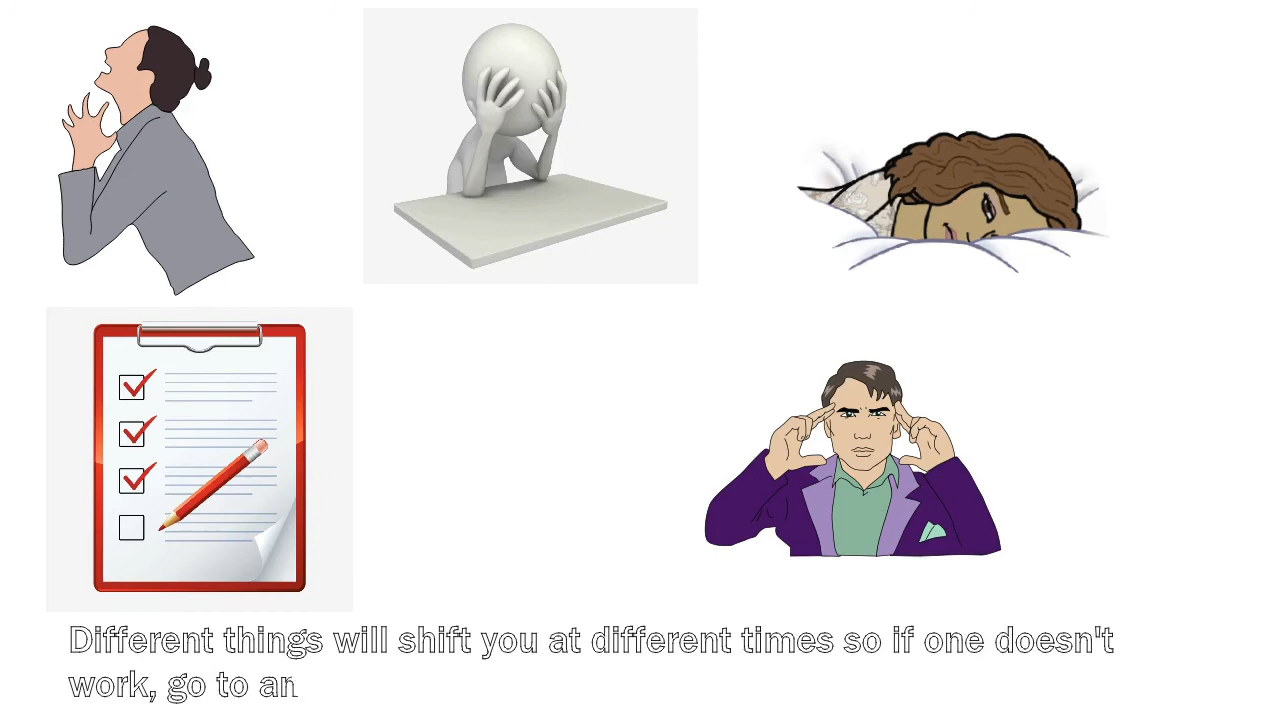 Different things will shift you at different times so if one doesn't
work, go to an